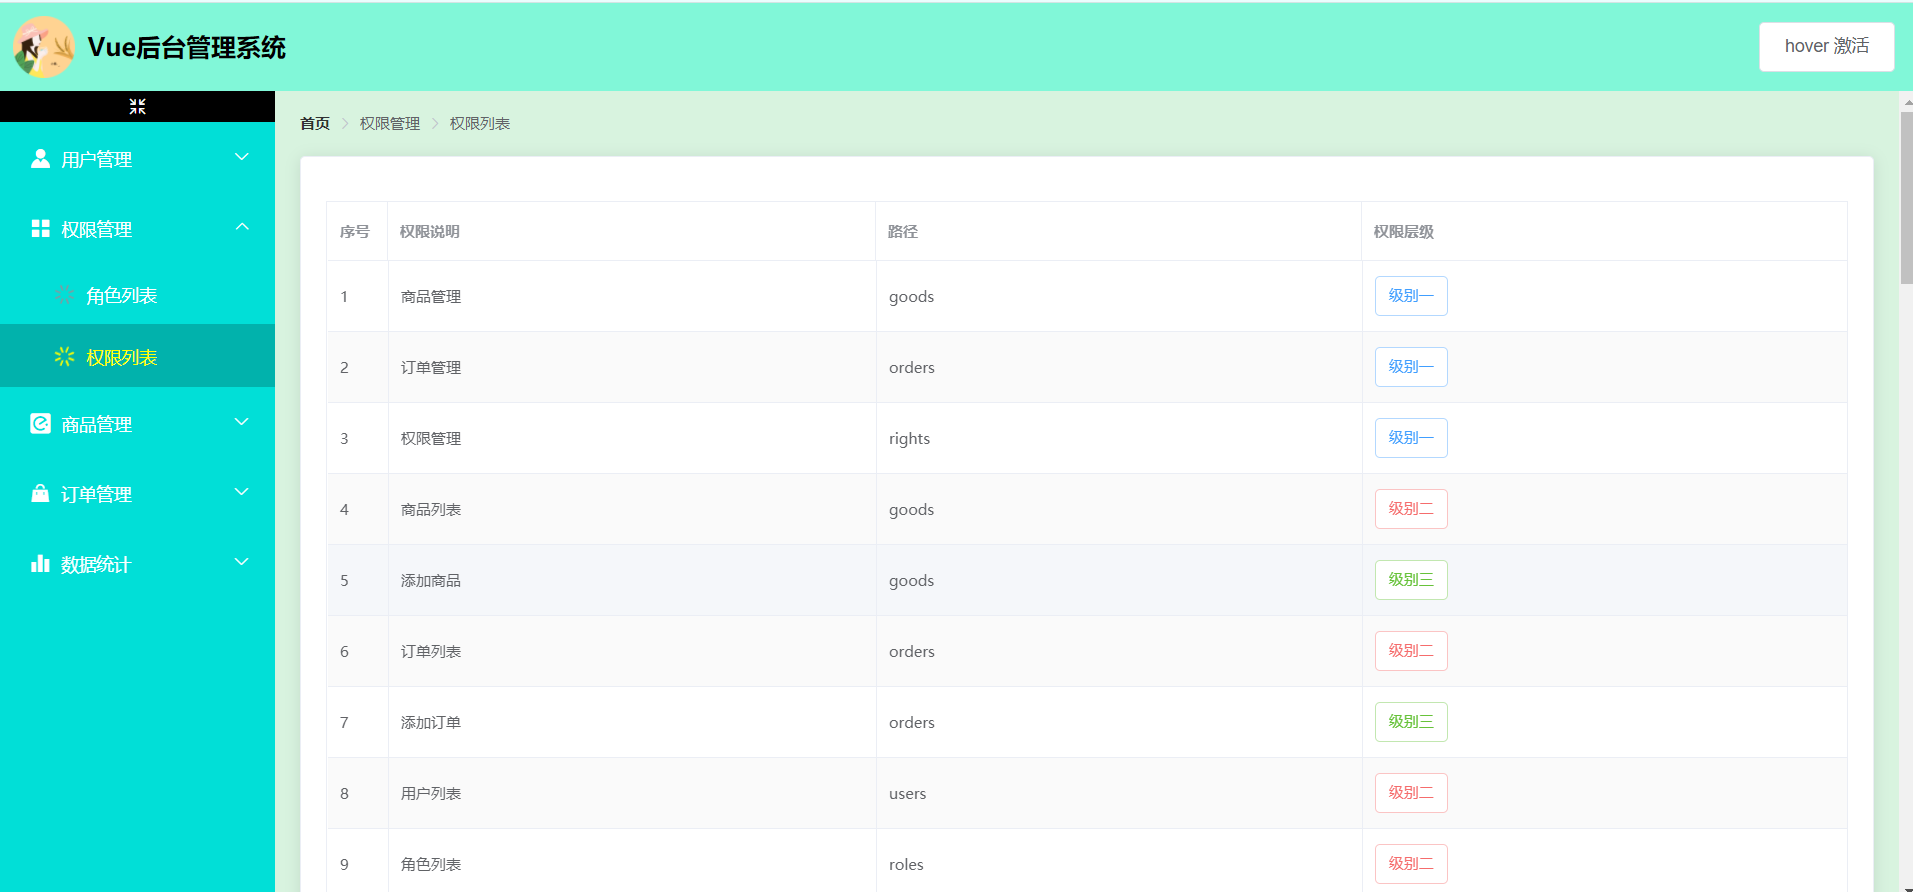 Vue后台管理系统
hover 激活
用户管理
权限管理
角色列表
权限列表
商品管理
订单管理
数据统计
首页 权限管理 权限列表
序号 权限说明 路径 权限层级
1 商品管理 goods 级别一
2 订单管理 orders 级别一
3 权限管理 rights 级别一
4 商品列表 goods 级别二
5 添加商品 goods 级别三
6 订单列表 orders 级别二
7 添加订单 orders 级别三
8 用户列表 users 级别二
9 角色列表 roles 级别二